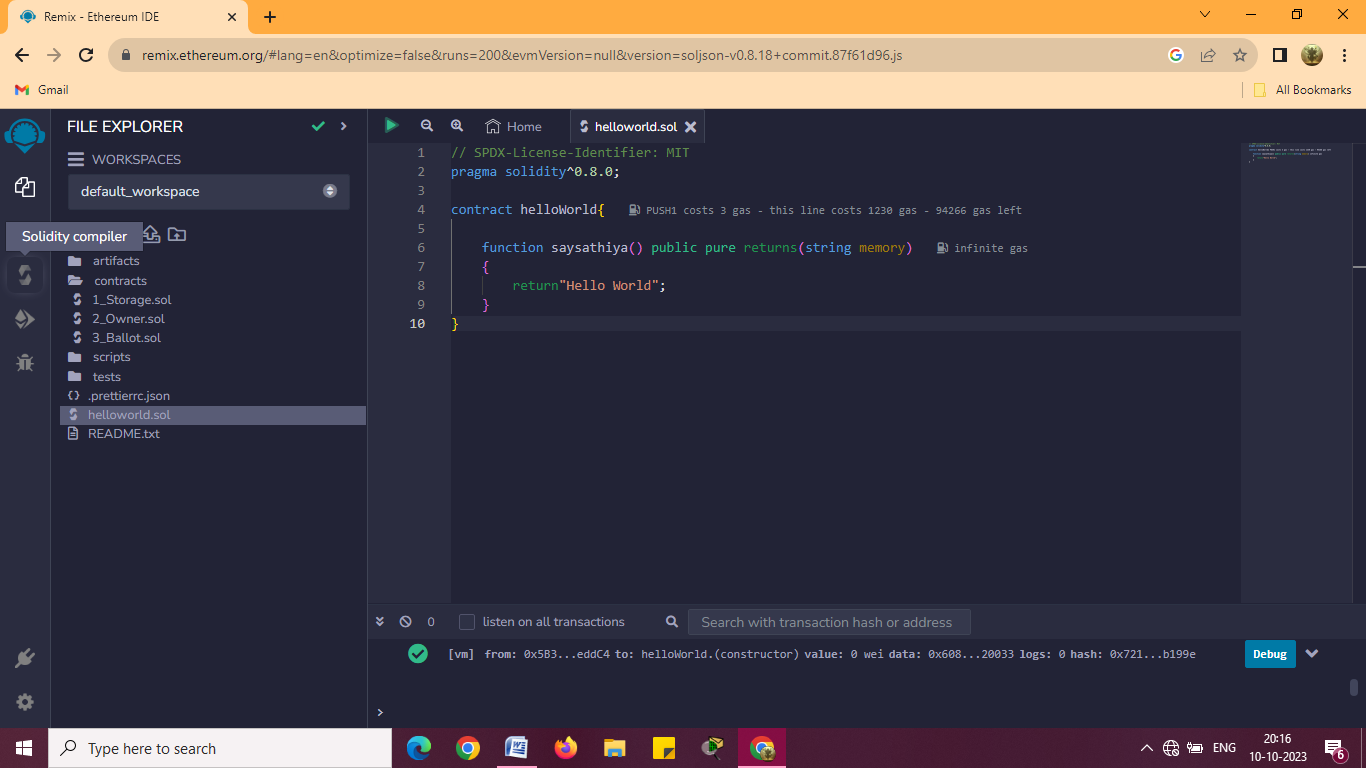 Remix - Ethereum IDE
remix.ethereum.org/#lang=en&optimize=false&runs=200&evmVersion=null&version=soljson-v0.8.18+commit.87f61d96.js
Gmail
All Bookmarks
FILE EXPLORER
WORKSPACES
default_workspace
Solidity compiler
artifacts
contracts
1_Storage.sol
2_Owner.sol
3_Ballot.sol
scripts
tests
.prettierrc.json
helloworld.sol
README.txt
Home
helloworld.sol
1 // SPDX-License-Identifier: MIT
2 pragma solidity^0.8.0;
3
4 contract helloWorld{ PUSH1 costs 3 gas - this line costs 1230 gas - 94266 gas left
5
6 function saysathiya() public pure returns(string memory) infinite gas
7 {
8 return"Hello World";
9 }
10 }
0 listen on all transactions Search with transaction hash or address
[vm] from: 0x5B3...eddC4 to: helloWorld.(constructor) value: 0 wei data: 0x608...20033 logs: 0 hash: 0x721...b199e Debug
>
Type here to search
ENG
20:16
10-10-2023
6